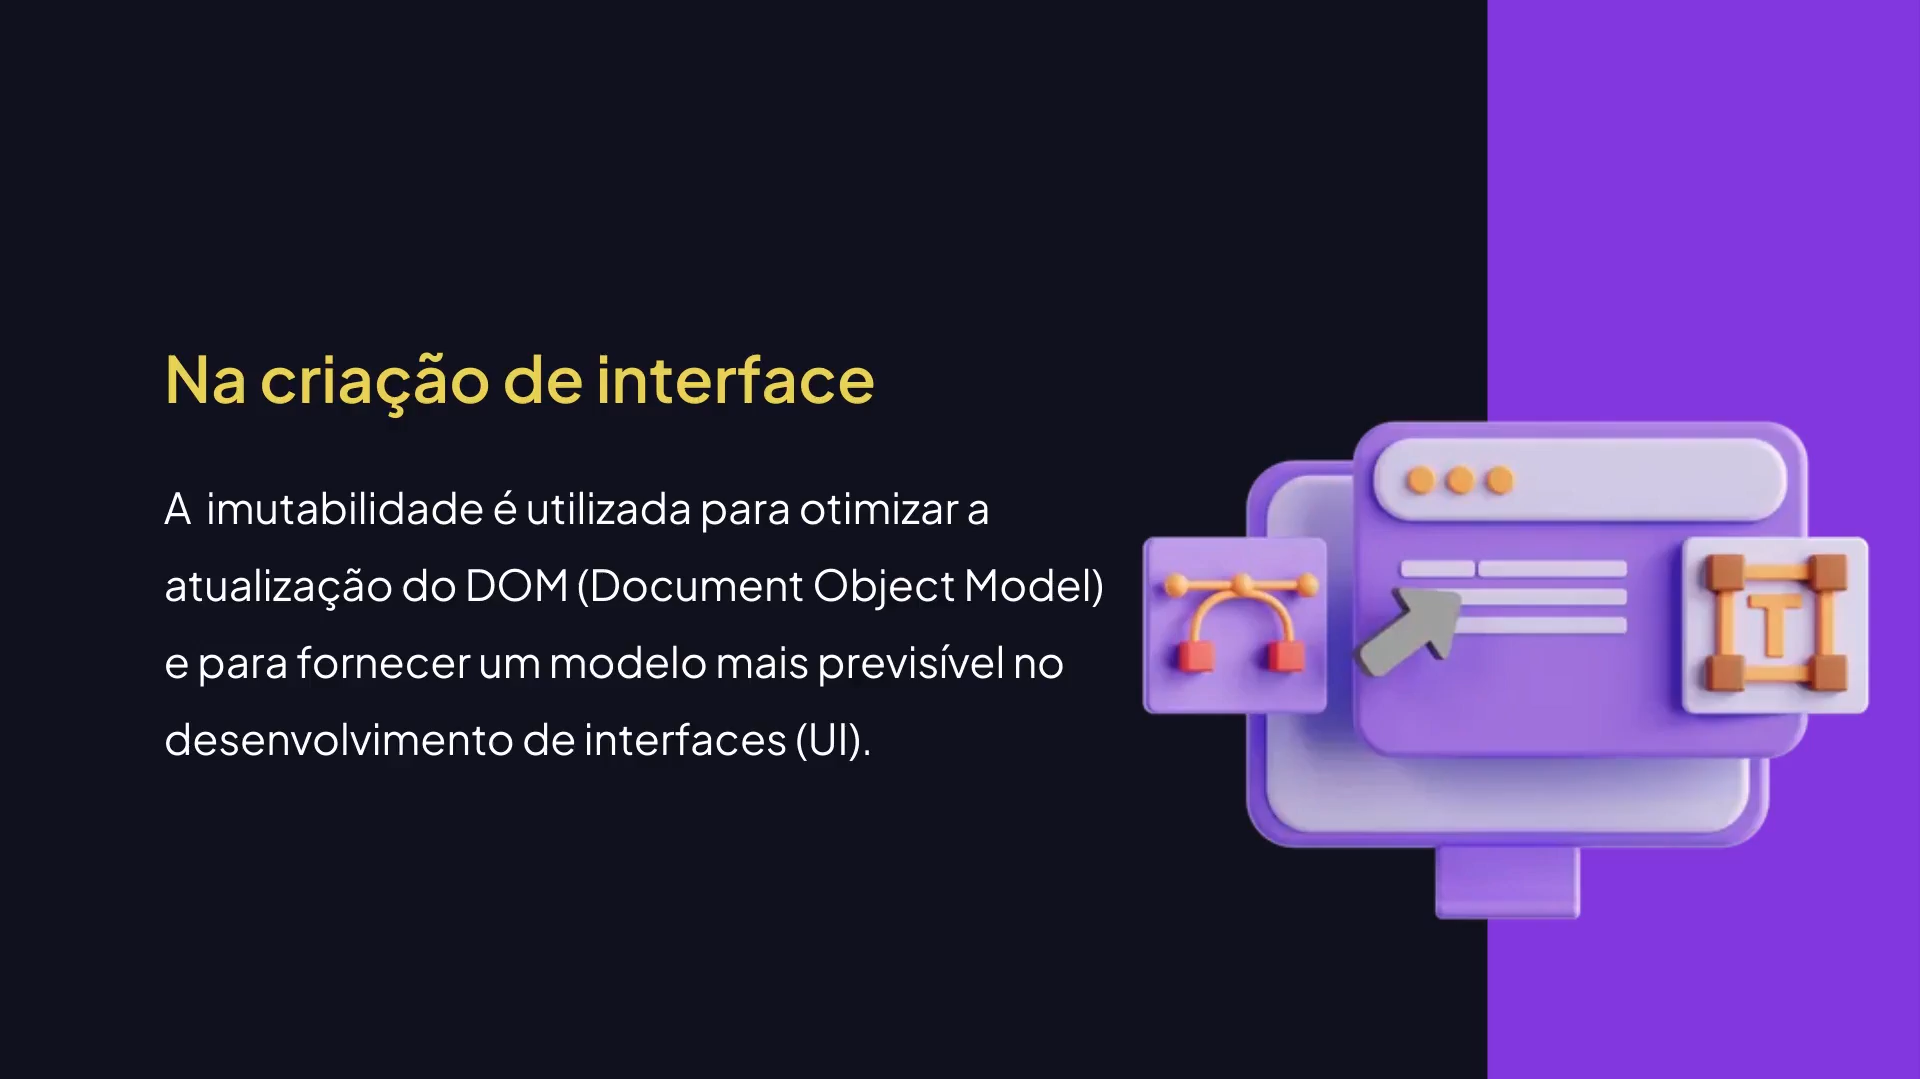 Na criação de interface
A imutabilidade é utilizada para otimizar a
atualização do DOM (Document Object Model)
e para fornecer um modelo mais previsível no
desenvolvimento de interfaces (UI).
T